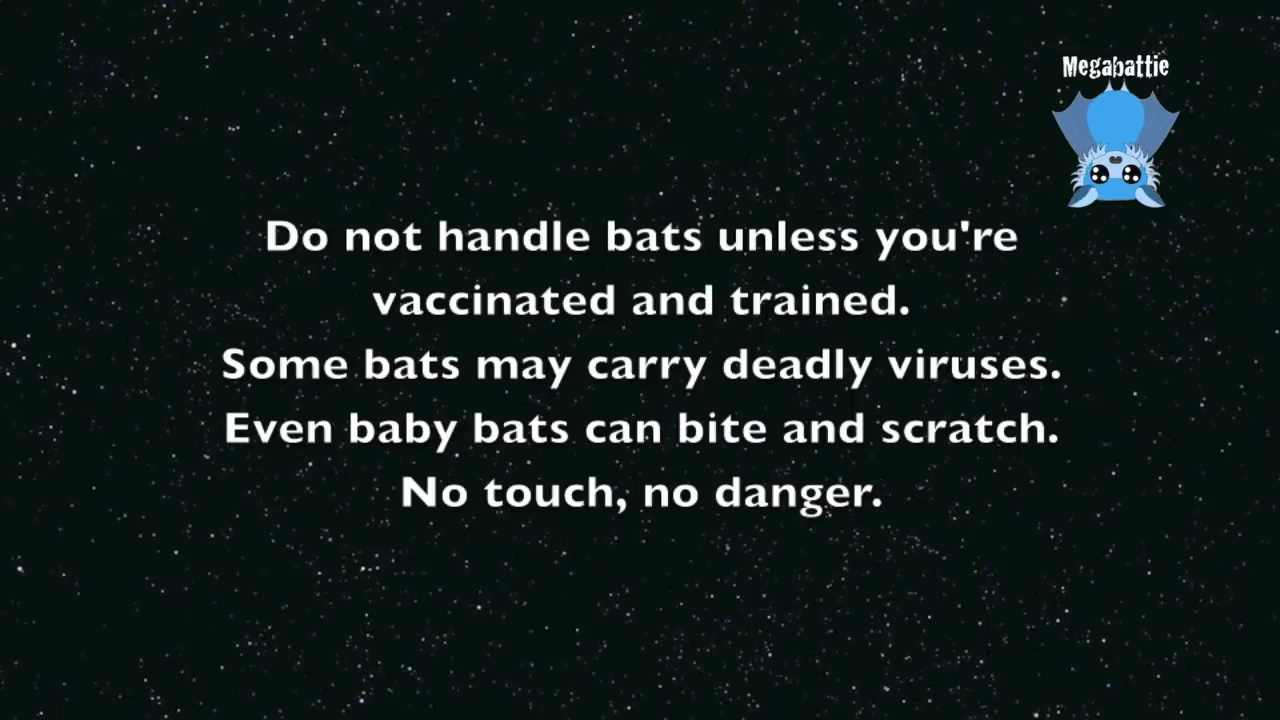 Megabattie
Do not handle bats unless you're
vaccinated and trained.
Some bats may carry deadly viruses.
Even baby bats can bite and scratch.
No touch, no danger.